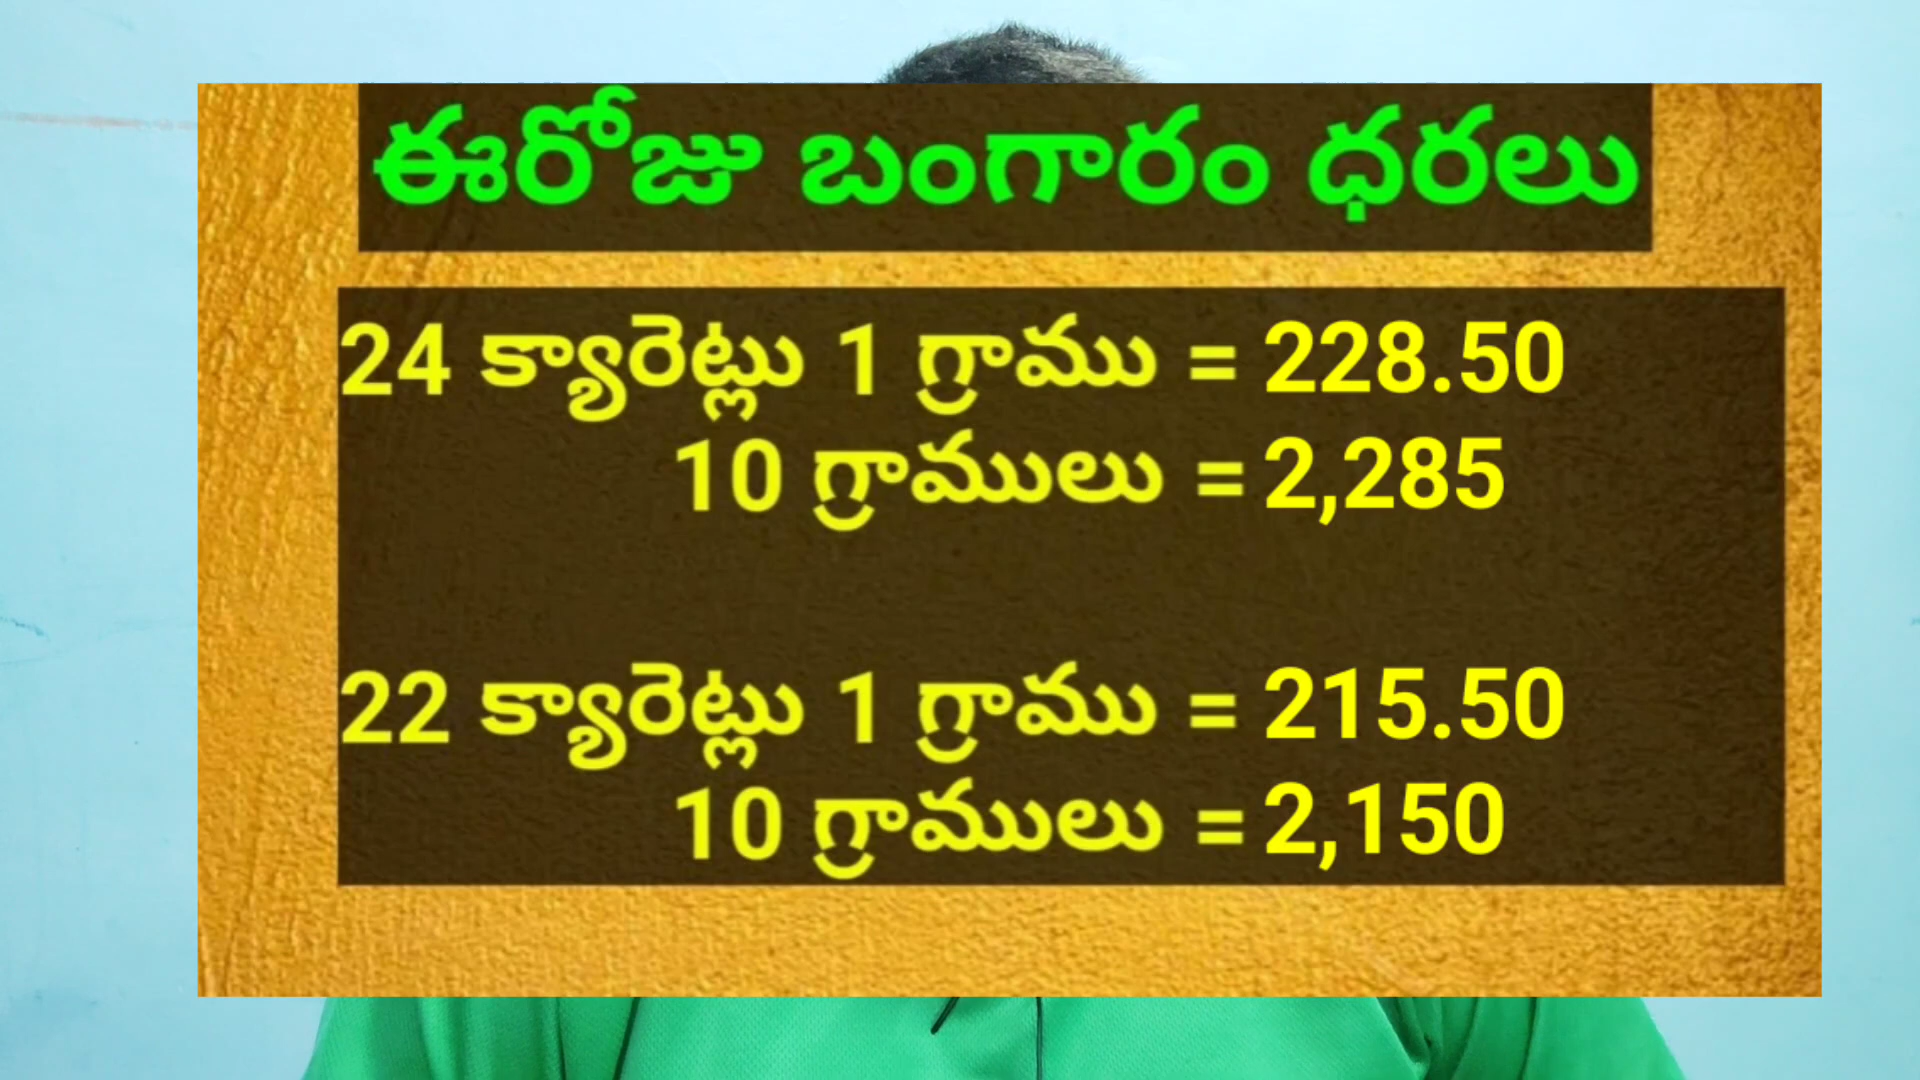 ఈరోజు బంగారం ధరలు
24 క్యారెట్లు 1 గ్రాము = 228.50
10 గ్రాములు = 2,285
22 క్యారెట్లు 1 గ్రాము = 215.50
10 గ్రాములు = 2,150